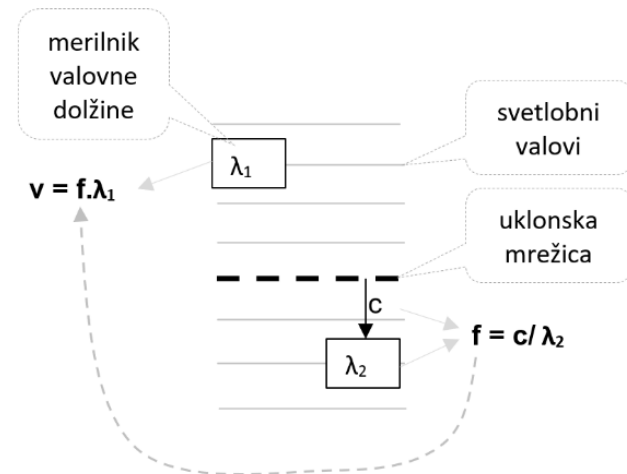 merilnik
valovne
dolžine
svetlobni
valovi
λ₁
v = f.λ₁
uklonska
mrežica
c
f = c/ λ₂
λ₂